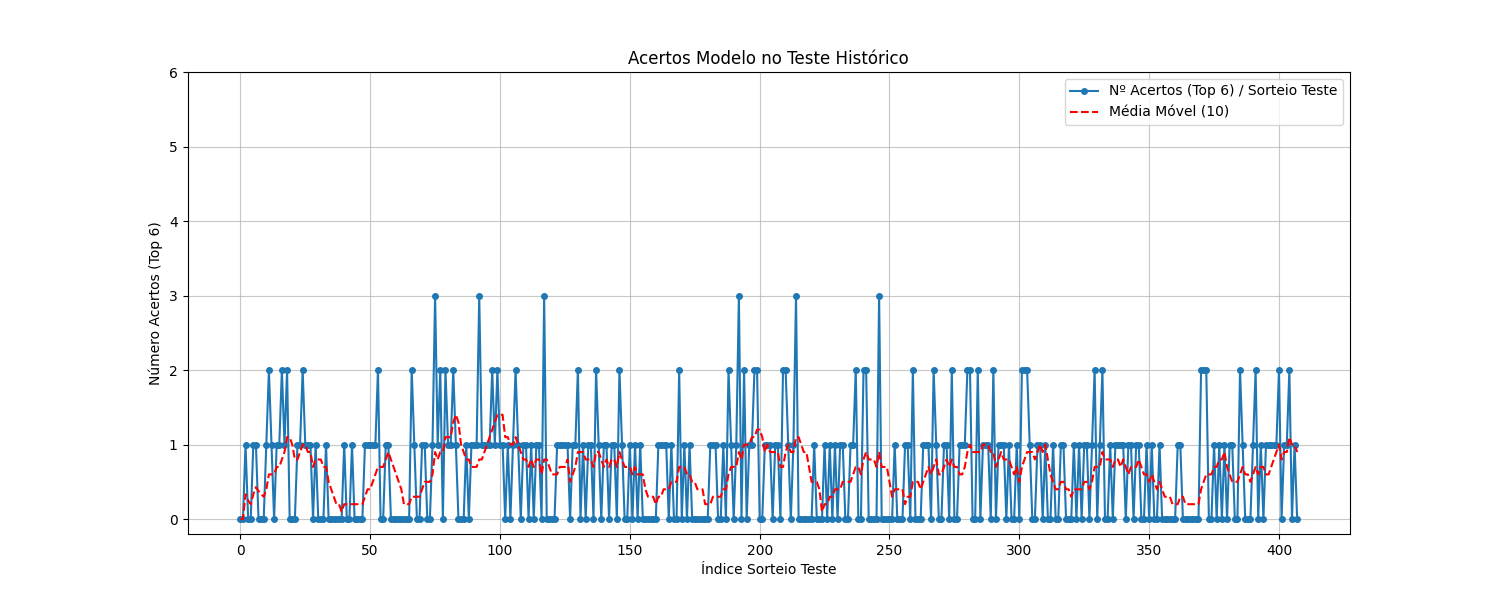 Acertos Modelo no Teste Histórico
Nº Acertos (Top 6) / Sorteio Teste
Média Móvel (10)
Número Acertos (Top 6)
6
5
4
3
2
1
0
0 50 100 150 200 250 300 350 400
Índice Sorteio Teste